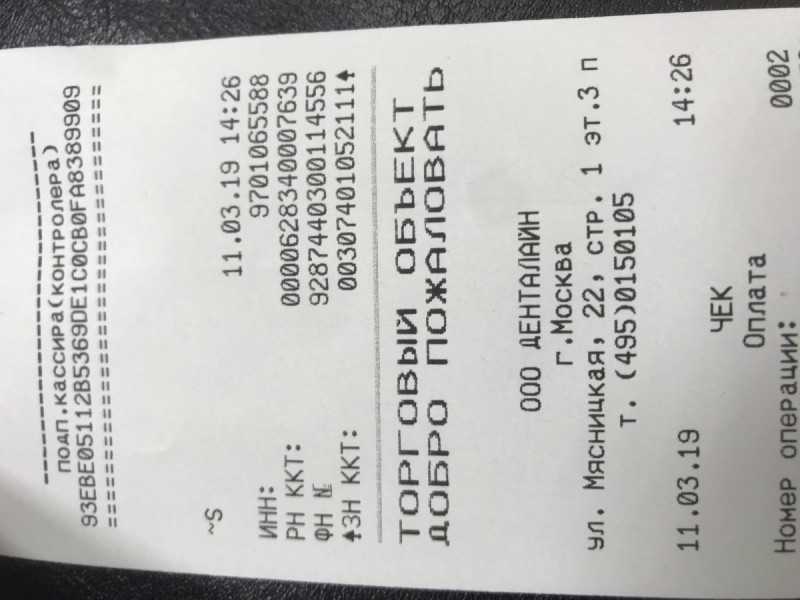 ------------------------------
подп.кассира(контролера)
93EBE05112B5369DE1C0CB0FA8389909
================================
11.03.19 14:26
~S
ИНН: 9701065588
РН ККТ: 0000628340007639
ФН № 9287440300114556
↑ЗН ККТ: 00307401052111↑
ТОРГОВЫЙ ОБЪЕКТ
ДОБРО ПОЖАЛОВАТЬ
ООО ДЕНТАЛАЙН
г.Москва
ул. Мясницкая, 22, стр. 1 эт.3 п
т. (495)0150105
11.03.19 14:26
ЧЕК
Оплата
Номер операции: 0002